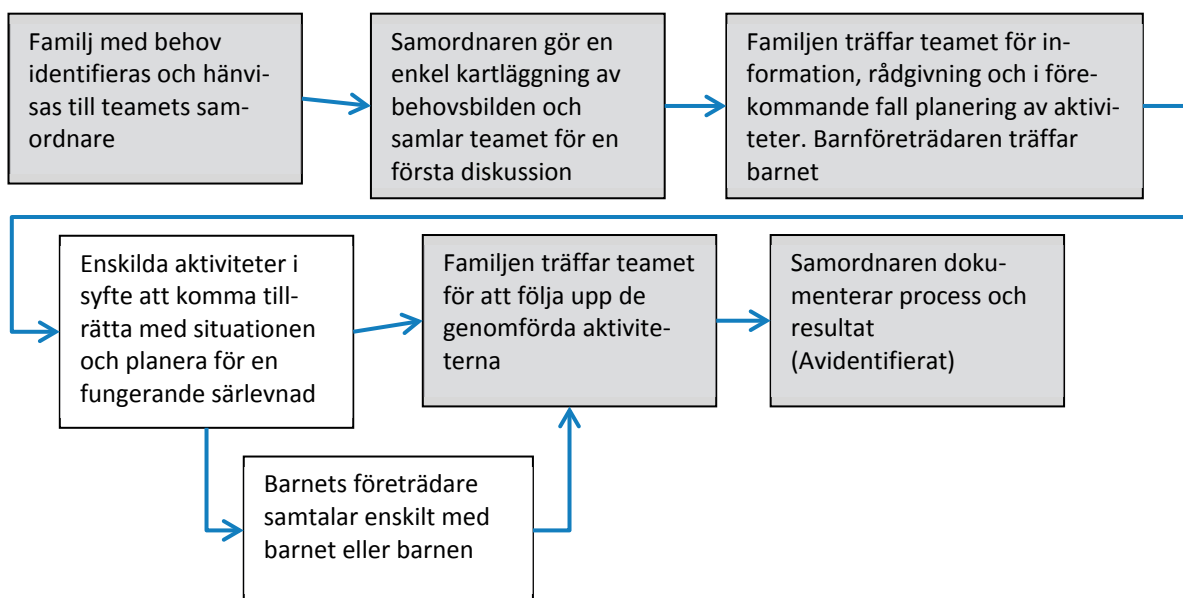 Familj med behov
identifieras och hänvi-
sas till teamets sam-
ordnare
Samordnaren gör en
enkel kartläggning av
behovsbilden och
samlar teamet för en
första diskussion
Familjen träffar teamet för in-
formation, rådgivning och i före-
kommande fall planering av aktivi-
teter. Barnföreträdaren träffar
barnet
Enskilda aktiviteter i
syfte att komma till-
rätta med situationen
och planera för en
fungerande särlevnad
Familjen träffar teamet
för att följa upp de
genomförda aktivite-
terna
Samordnaren doku-
menterar process och
resultat
(Avidentifierat)
Barnets företrädare
samtalar enskilt med
barnet eller barnen